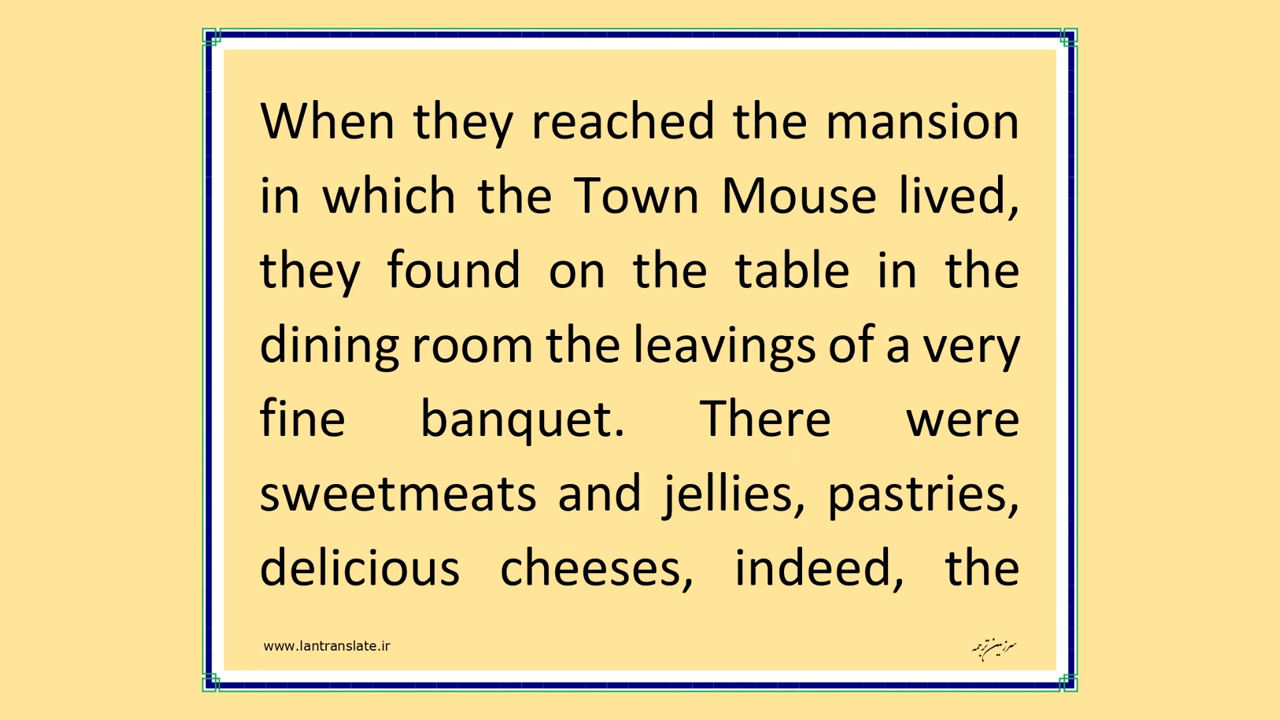 When they reached the mansion
in which the Town Mouse lived,
they found on the table in the
dining room the leavings of a very
fine banquet. There were
sweetmeats and jellies, pastries,
delicious cheeses, indeed, the
www.lantranslate.ir
سرزمین ترجمه